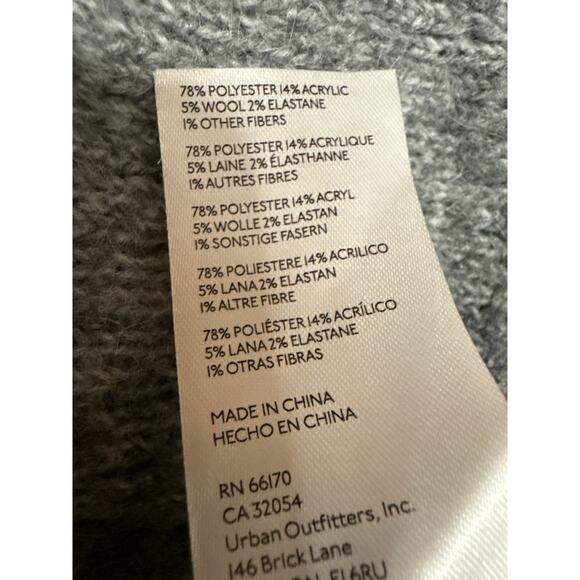 78% POLYESTER 14% ACRYLIC
5% WOOL 2% ELASTANE
1% OTHER FIBERS
78% POLYESTER 14% ACRYLIQUE
5% LAINE 2% ÉLASTHANNE
1% AUTRES FIBRES
78% POLYESTER 14% ACRYL
5% WOLLE 2% ELASTAN
1% SONSTIGE FASERN
78% POLIESTERE 14% ACRILICO
5% LANA 2% ELASTAN
1% ALTRE FIBRE
78% POLIÉSTER 14% ACRÍLICO
5% LANA 2% ELASTANE
1% OTRAS FIBRAS
MADE IN CHINA
HECHO EN CHINA
RN 66170
CA 32054
Urban Outfitters, Inc.
146 Brick Lane
E1 6RU